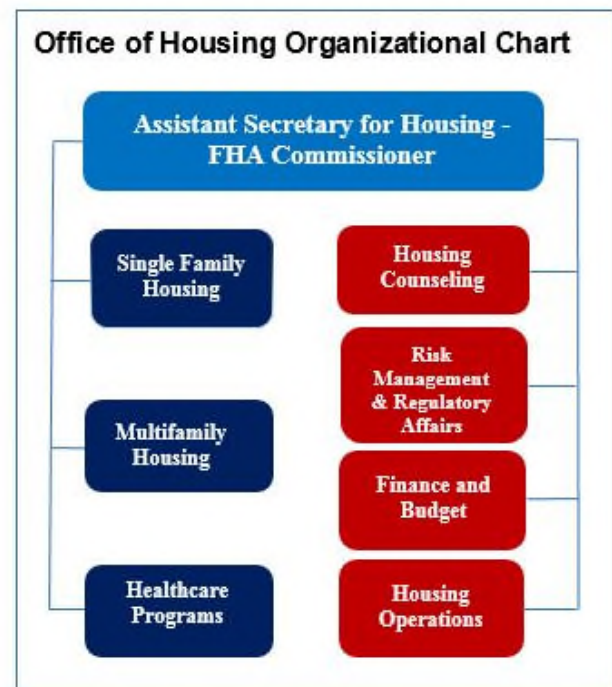 Office of Housing Organizational Chart
Assistant Secretary for Housing -
FHA Commissioner
Single Family
Housing
Multifamily
Housing
Healthcare
Programs
Housing
Counseling
Risk
Management
& Regulatory
Affairs
Finance and
Budget
Housing
Operations